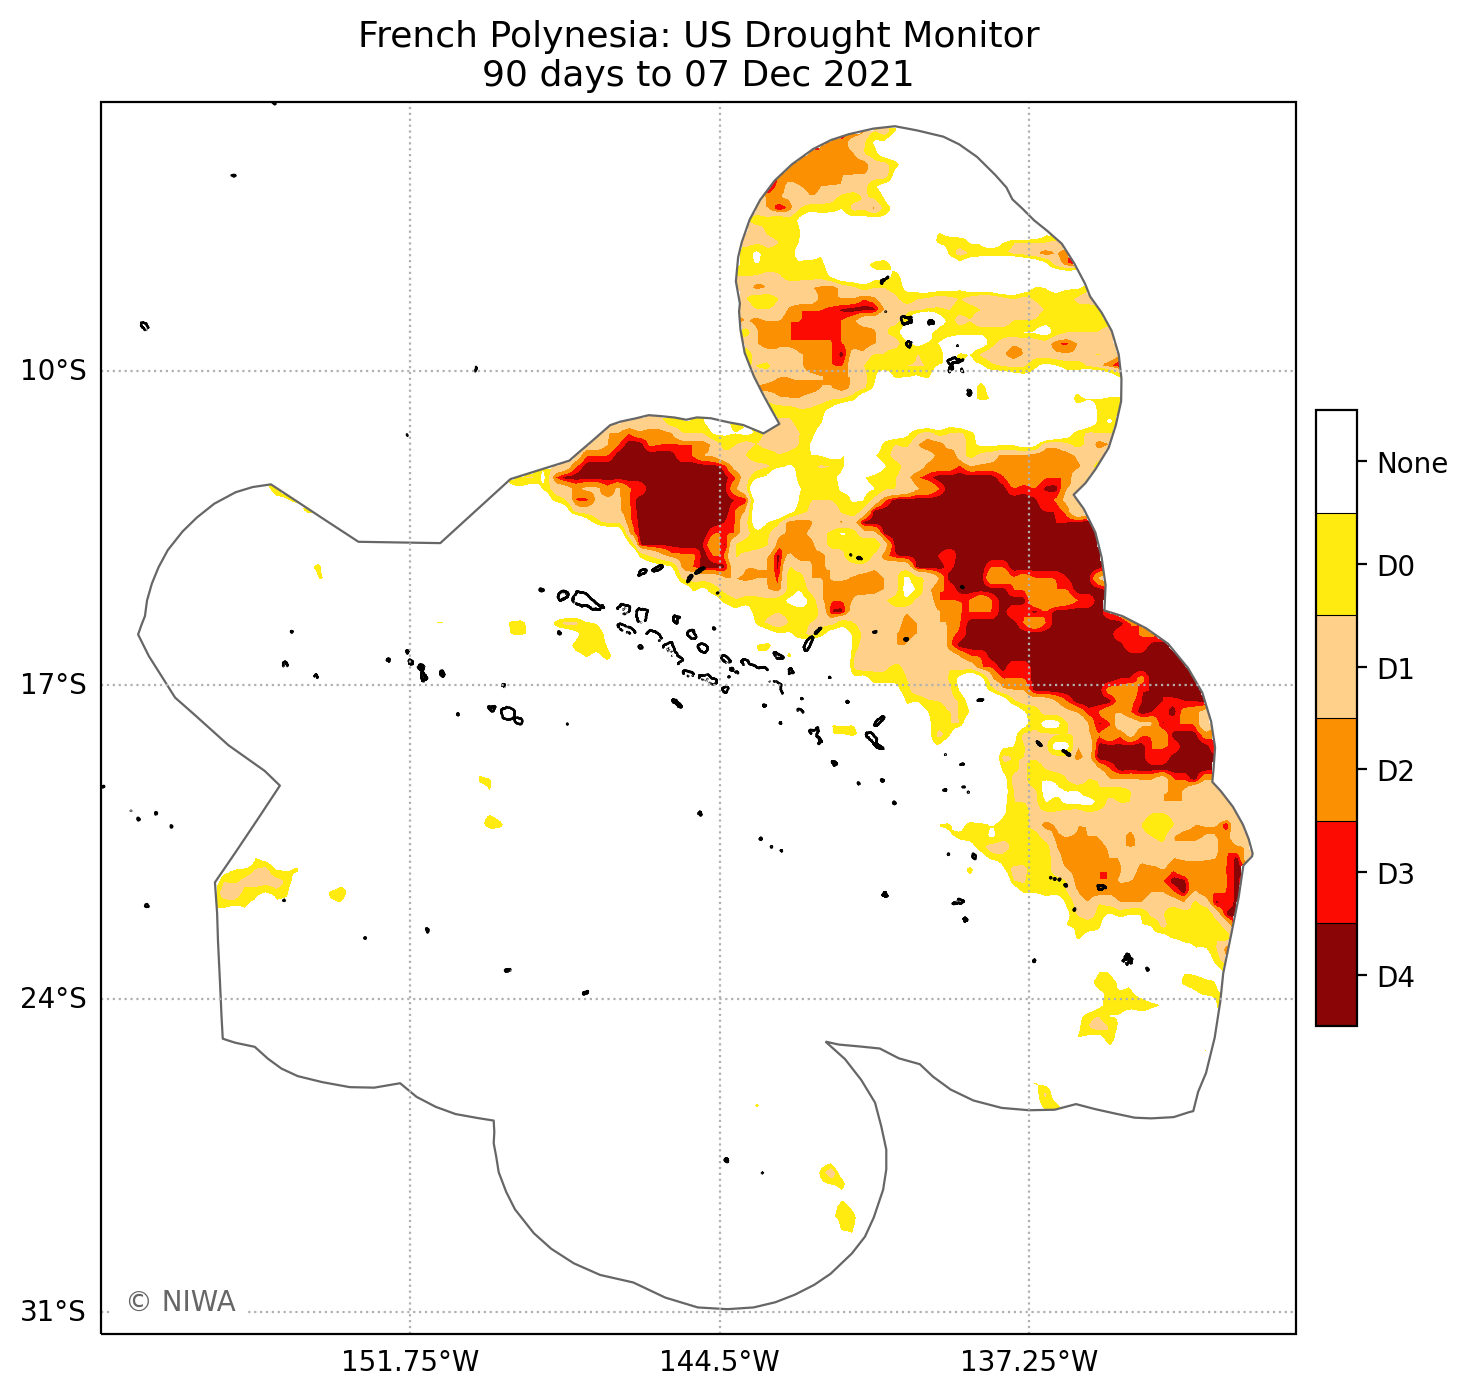 French Polynesia: US Drought Monitor
90 days to 07 Dec 2021
10°S
17°S
24°S
31°S
151.75°W
144.5°W
137.25°W
None
D0
D1
D2
D3
D4
© NIWA